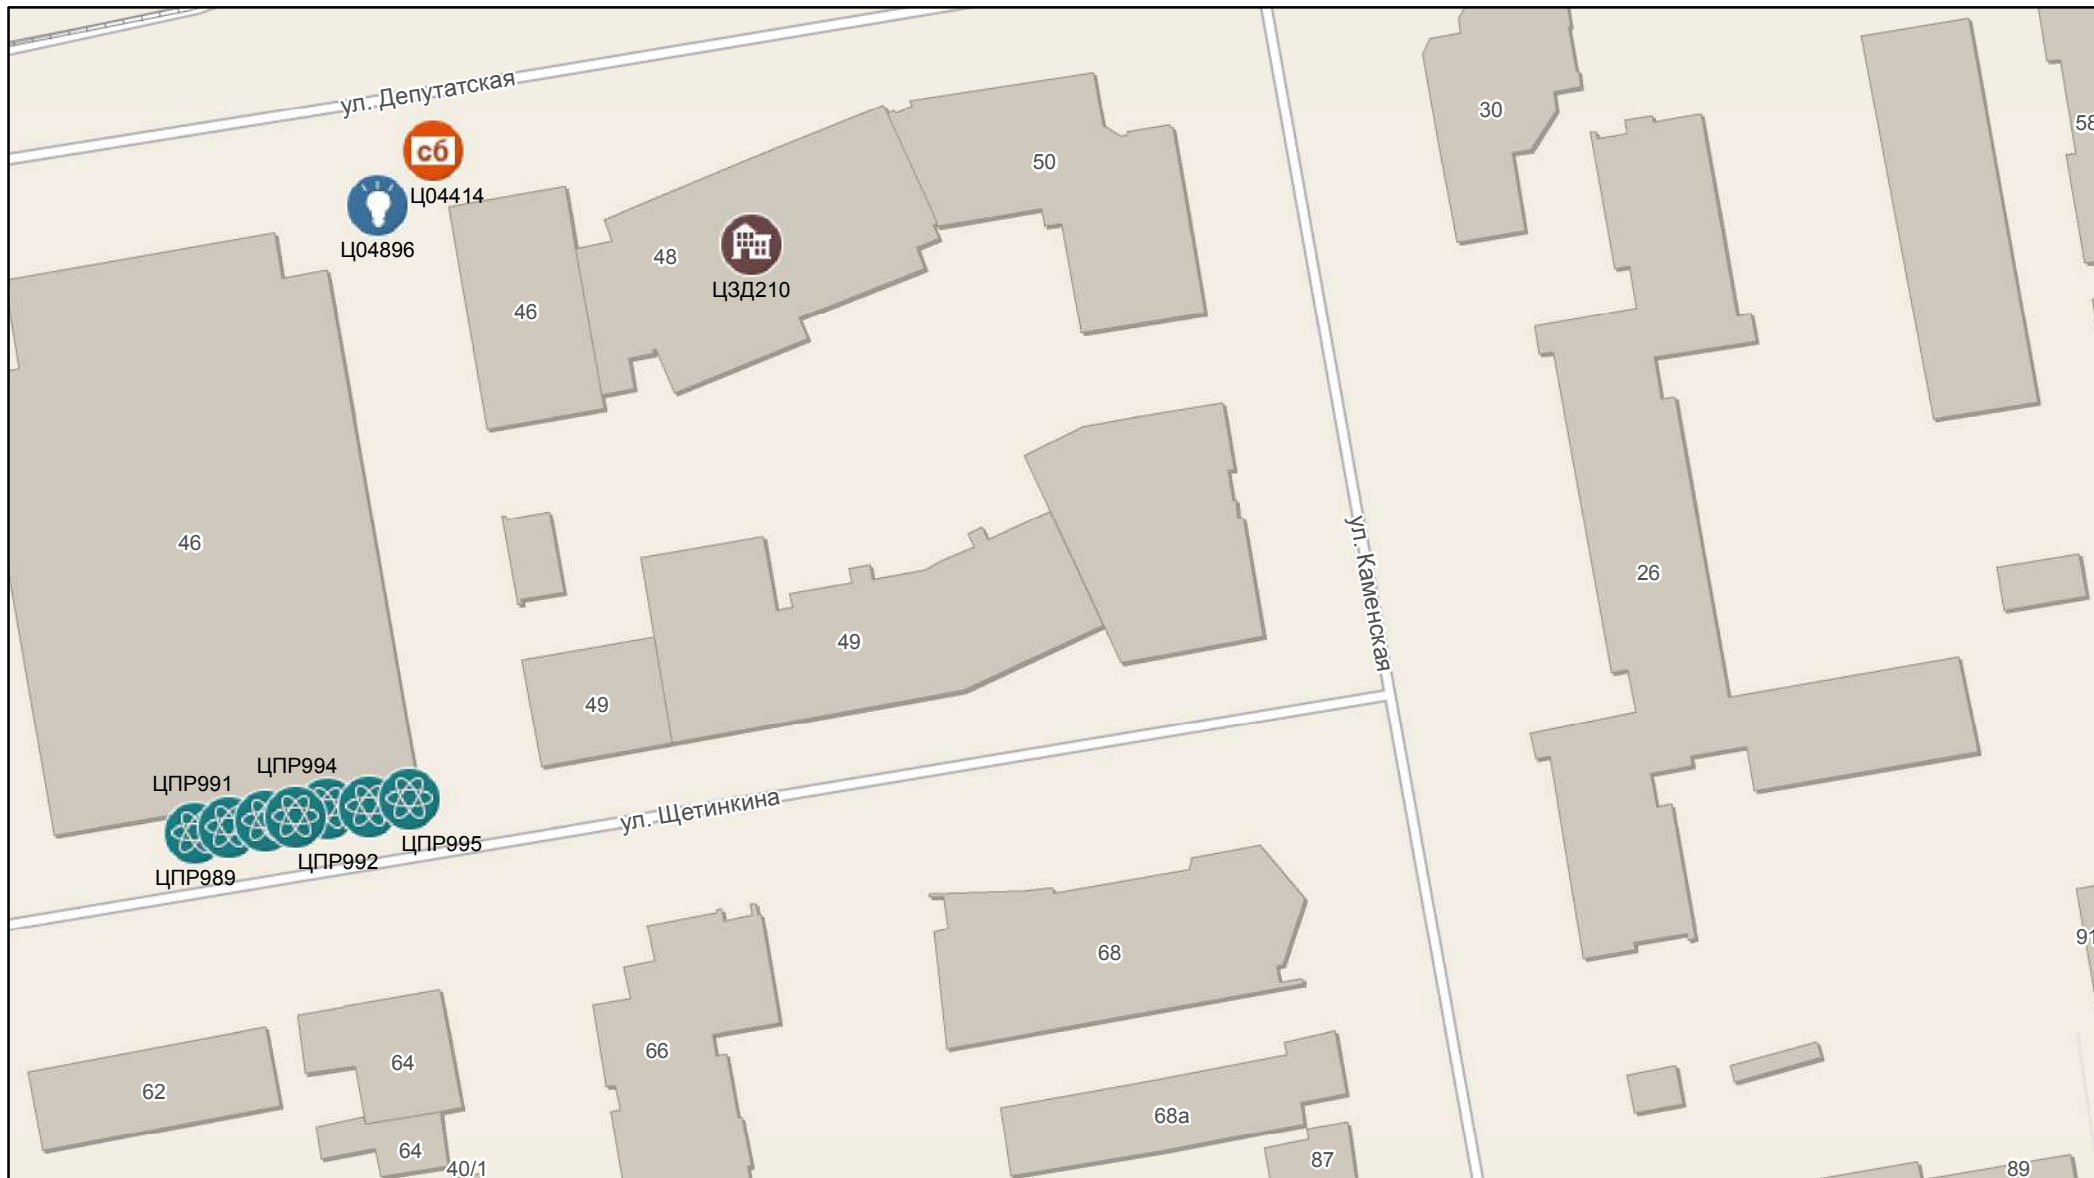 ул. Депутатская
30
58
сб
Ц04414
50
Ц04896
48
ЦЗД210
46
46
ул. Каменская
26
49
49
ЦПР994
ЦПР991
ул. Щетинкина
ЦПР995
ЦПР992
ЦПР989
91
68
66
64
62
68а
64
40/1
87
89